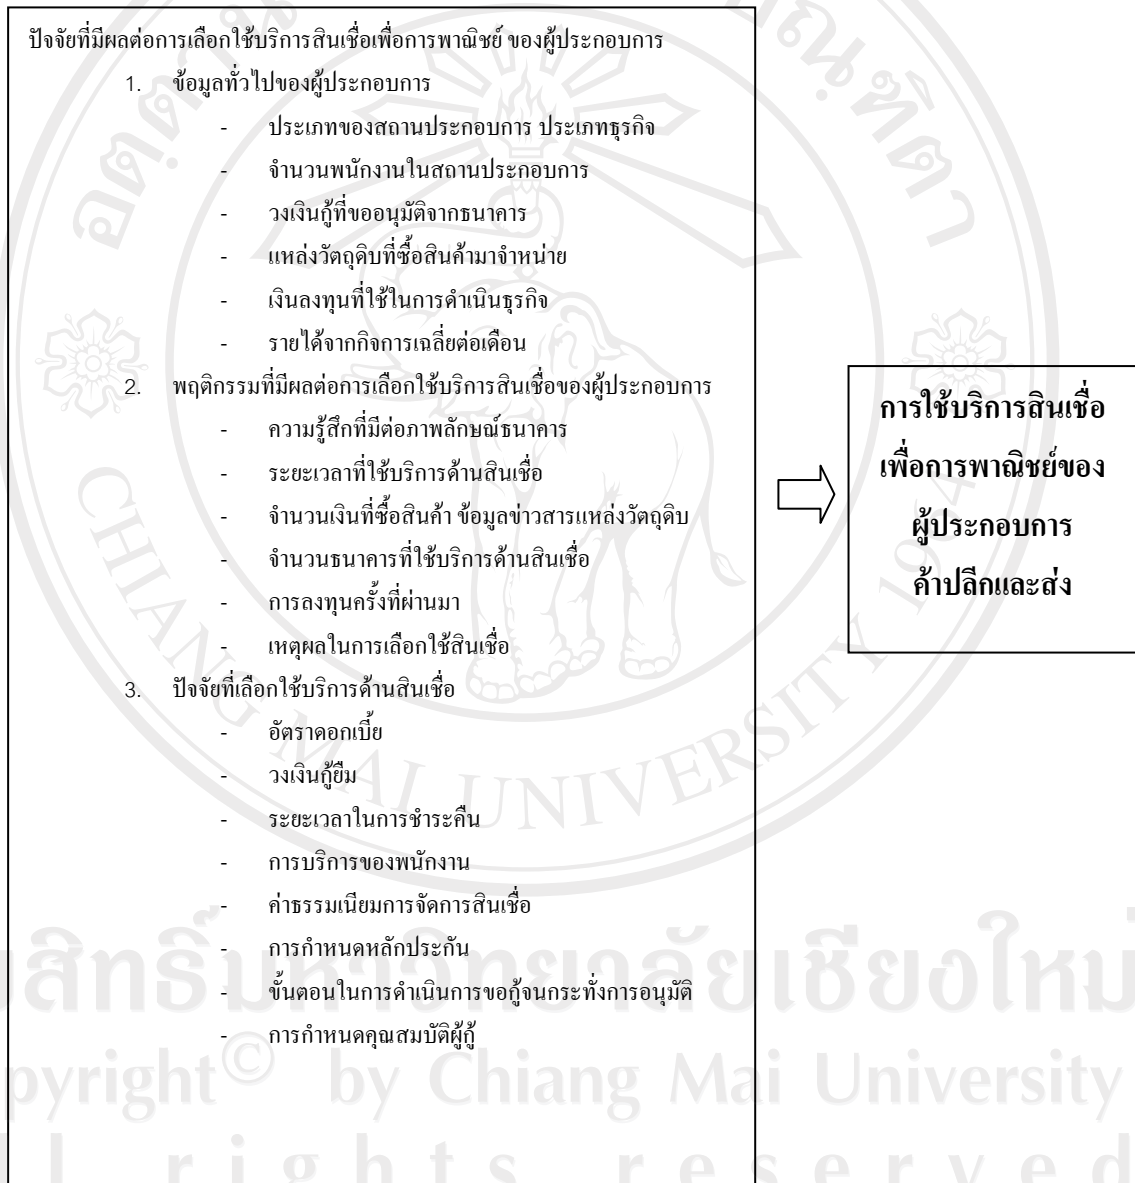 ปัจจัยที่มีผลต่อการเลือกใช้บริการสินเชื่อเพื่อการพาณิชย์ ของผู้ประกอบการ
1. ข้อมูลทั่วไปของผู้ประกอบการ
- ประเภทของสถานประกอบการ ประเภทธุรกิจ
- จำนวนพนักงานในสถานประกอบการ
- วงเงินกู้ที่ขออนุมัติจากธนาคาร
- แหล่งวัตถุดิบที่ซื้อสินค้ามาจำหน่าย
- เงินลงทุนที่ใช้ในการดำเนินธุรกิจ
- รายได้จากกิจการเฉลี่ยต่อเดือน
2. พฤติกรรมที่มีผลต่อการเลือกใช้บริการสินเชื่อของผู้ประกอบการ
- ความรู้สึกที่มีต่อภาพลักษณ์ธนาคาร
- ระยะเวลาที่ใช้บริการด้านสินเชื่อ
- จำนวนเงินที่ซื้อสินค้า ข้อมูลข่าวสารแหล่งวัตถุดิบ
- จำนวนธนาคารที่ใช้บริการด้านสินเชื่อ
- การลงทุนครั้งที่ผ่านมา
- เหตุผลในการเลือกใช้สินเชื่อ
3. ปัจจัยที่เลือกใช้บริการด้านสินเชื่อ
- อัตราดอกเบี้ย
- วงเงินกู้ยืม
- ระยะเวลาในการชำระคืน
- การบริการของพนักงาน
- ค่าธรรมเนียมการจัดการสินเชื่อ
- การกำหนดหลักประกัน
- ขั้นตอนในการดำเนินการขอกู้จนกระทั่งการอนุมัติ
- การกำหนดคุณสมบัติผู้กู้
การใช้บริการสินเชื่อ
เพื่อการพาณิชย์ของ
ผู้ประกอบการ
ค้าปลีกและส่ง
CHIANG MAI UNIVERSITY 1964
มหาวิทยาลัยเชียงใหม่
© by Chiang Mai University
rights reserved